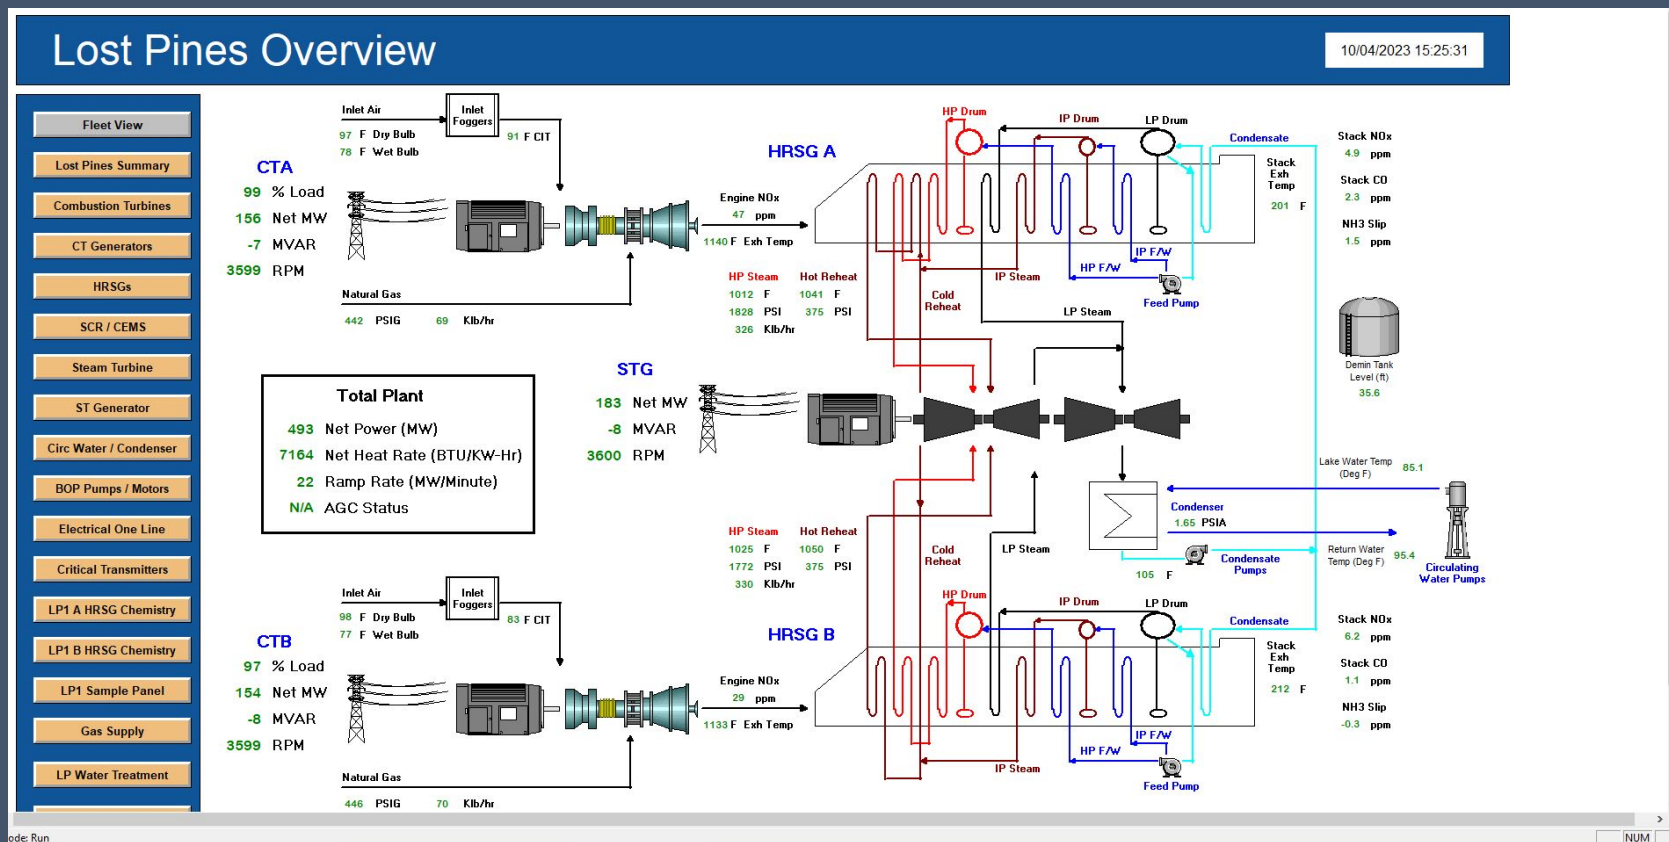 Lost Pines Overview
10/04/2023 15:25:31
Fleet View
Lost Pines Summary
Combustion Turbines
CT Generators
HRSGs
SCR / CEMS
Steam Turbine
ST Generator
Circ Water / Condenser
BOP Pumps / Motors
Electrical One Line
Critical Transmitters
LP1 A HRSG Chemistry
LP1 B HRSG Chemistry
LP1 Sample Panel
Gas Supply
LP Water Treatment
Inlet Air
97 F Dry Bulb
78 F Wet Bulb
Inlet
Foggers
91 F CIT
CTA
99 % Load
156 Net MW
-7 MVAR
3599 RPM
Natural Gas
442 PSIG 69 Klb/hr
Engine NOx
47 ppm
1140 F Exh Temp
HRSG A
HP Drum
IP Drum
LP Drum
Condensate
Stack
Exh
Temp
201 F
Stack NOx
4.9 ppm
Stack CO
2.3 ppm
NH3 Slip
1.5 ppm
HP Steam Hot Reheat
1012 F 1041 F
1828 PSI 375 PSI
326 Klb/hr
Cold
Reheat
IP Steam
HP F/W
IP F/W
Feed Pump
LP Steam
Demin Tank
Level (ft)
35.6
STG
183 Net MW
-8 MVAR
3600 RPM
Total Plant
493 Net Power (MW)
7164 Net Heat Rate (BTU/KW-Hr)
22 Ramp Rate (MW/Minute)
N/A AGC Status
Lake Water Temp
(Deg F)
85.1
Condenser
1.65 PSIA
Return Water
Temp (Deg F)
95.4
Circulating
Water Pumps
Condensate
Pumps
105 F
HP Steam Hot Reheat
1025 F 1050 F
1772 PSI 375 PSI
330 Klb/hr
Cold
Reheat
LP Steam
Inlet Air
98 F Dry Bulb
77 F Wet Bulb
Inlet
Foggers
83 F CIT
CTB
97 % Load
154 Net MW
-8 MVAR
3599 RPM
Natural Gas
446 PSIG 70 Klb/hr
Engine NOx
29 ppm
1133 F Exh Temp
HRSG B
HP Drum
IP Drum
LP Drum
Condensate
Stack
Exh
Temp
212 F
Stack NOx
6.2 ppm
Stack CO
1.1 ppm
NH3 Slip
-0.3 ppm
IP Steam
HP F/W
IP F/W
Feed Pump
ode: Run
NUM